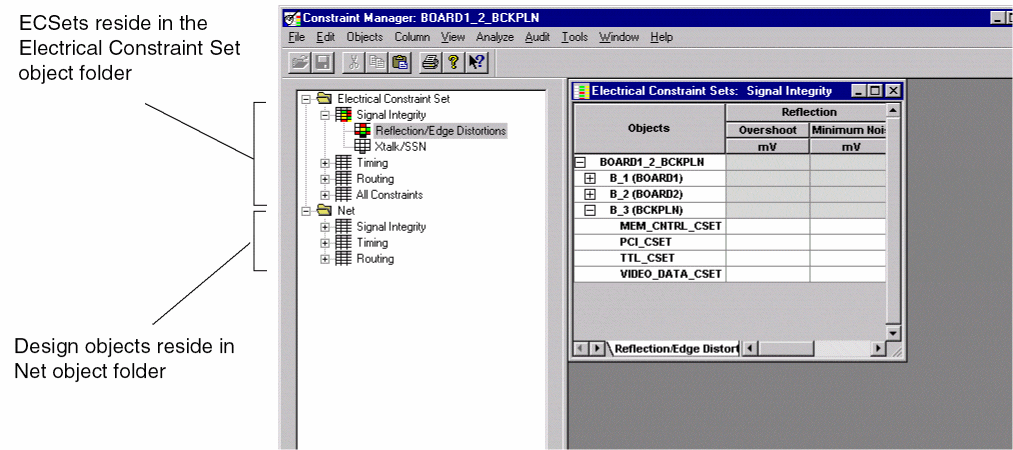 ECSets reside in the
Electrical Constraint Set
object folder
Design objects reside in
Net object folder
Constraint Manager: BOARD1_2_BCKPLN
File Edit Objects Column View Analyze Audit Tools Window Help
Electrical Constraint Set
Signal Integrity
Reflection/Edge Distortions
Xtalk/SSN
Timing
Routing
All Constraints
Net
Signal Integrity
Timing
Routing
Electrical Constraint Sets: Signal Integrity
Objects
Reflection
Overshoot Minimum Noi
mV mV
BOARD1_2_BCKPLN
B_1 (BOARD1)
B_2 (BOARD2)
B_3 (BCKPLN)
MEM_CNTRL_CSET
PCI_CSET
TTL_CSET
VIDEO_DATA_CSET
Reflection/Edge Distort